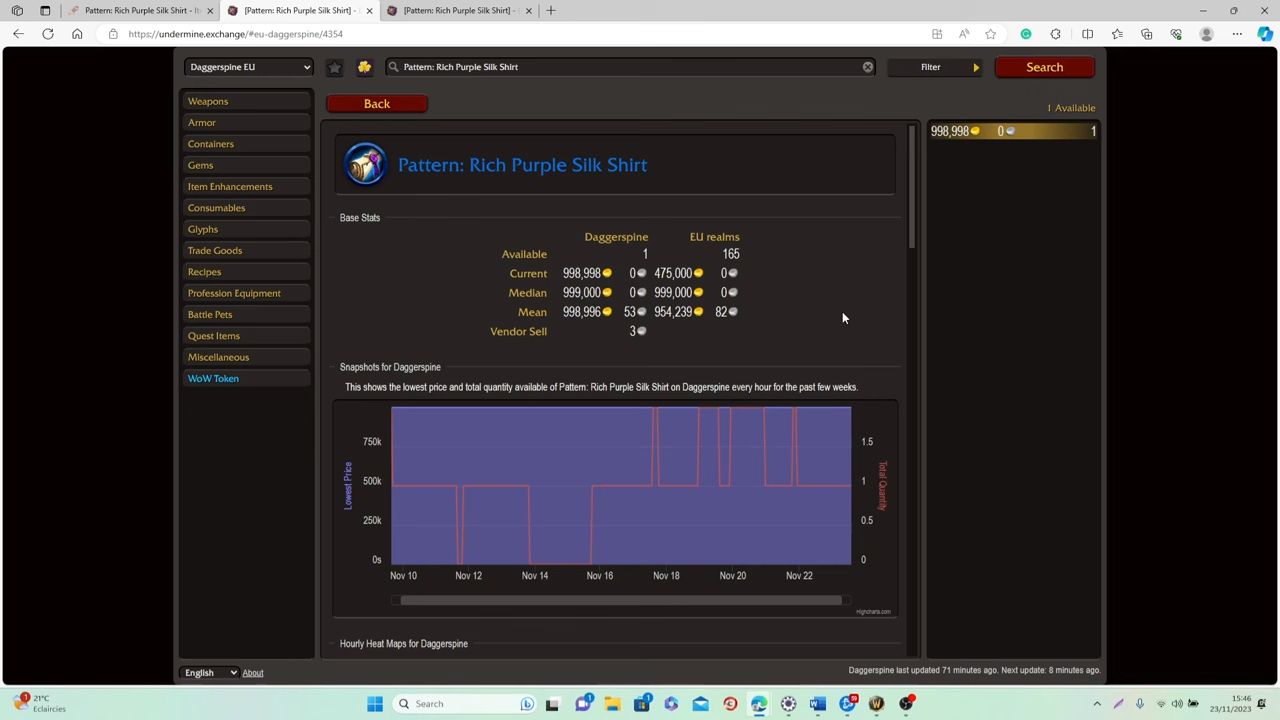 Pattern: Rich Purple Silk Shirt - It
[Pattern: Rich Purple Silk Shirt] -
[Pattern: Rich Purple Silk Shirt] -
https://undermine.exchange/#eu-daggerspine/4354
Daggerspine EU
Pattern: Rich Purple Silk Shirt
Filter
Search
Back
1 Available
998,998 0 1
Weapons
Armor
Containers
Gems
Item Enhancements
Consumables
Glyphs
Trade Goods
Recipes
Profession Equipment
Battle Pets
Quest Items
Miscellaneous
WoW Token
Pattern: Rich Purple Silk Shirt
Base Stats
Daggerspine EU realms
Available 1 165
Current 998,998 0 475,000 0
Median 999,000 0 999,000 0
Mean 998,996 53 954,239 82
Vendor Sell 3
Snapshots for Daggerspine
This shows the lowest price and total quantity available of Pattern: Rich Purple Silk Shirt on Daggerspine every hour for the past few weeks.
Lowest Price
750k
500k
250k
0s
1.5
1
0.5
0
Total Quantity
Nov 10 Nov 12 Nov 14 Nov 16 Nov 18 Nov 20 Nov 22
Highcharts.com
Hourly Heat Maps for Daggerspine
English About
Daggerspine last updated 71 minutes ago. Next update: 8 minutes ago.
21°C
Eclaircies
Search
15:46
23/11/2023